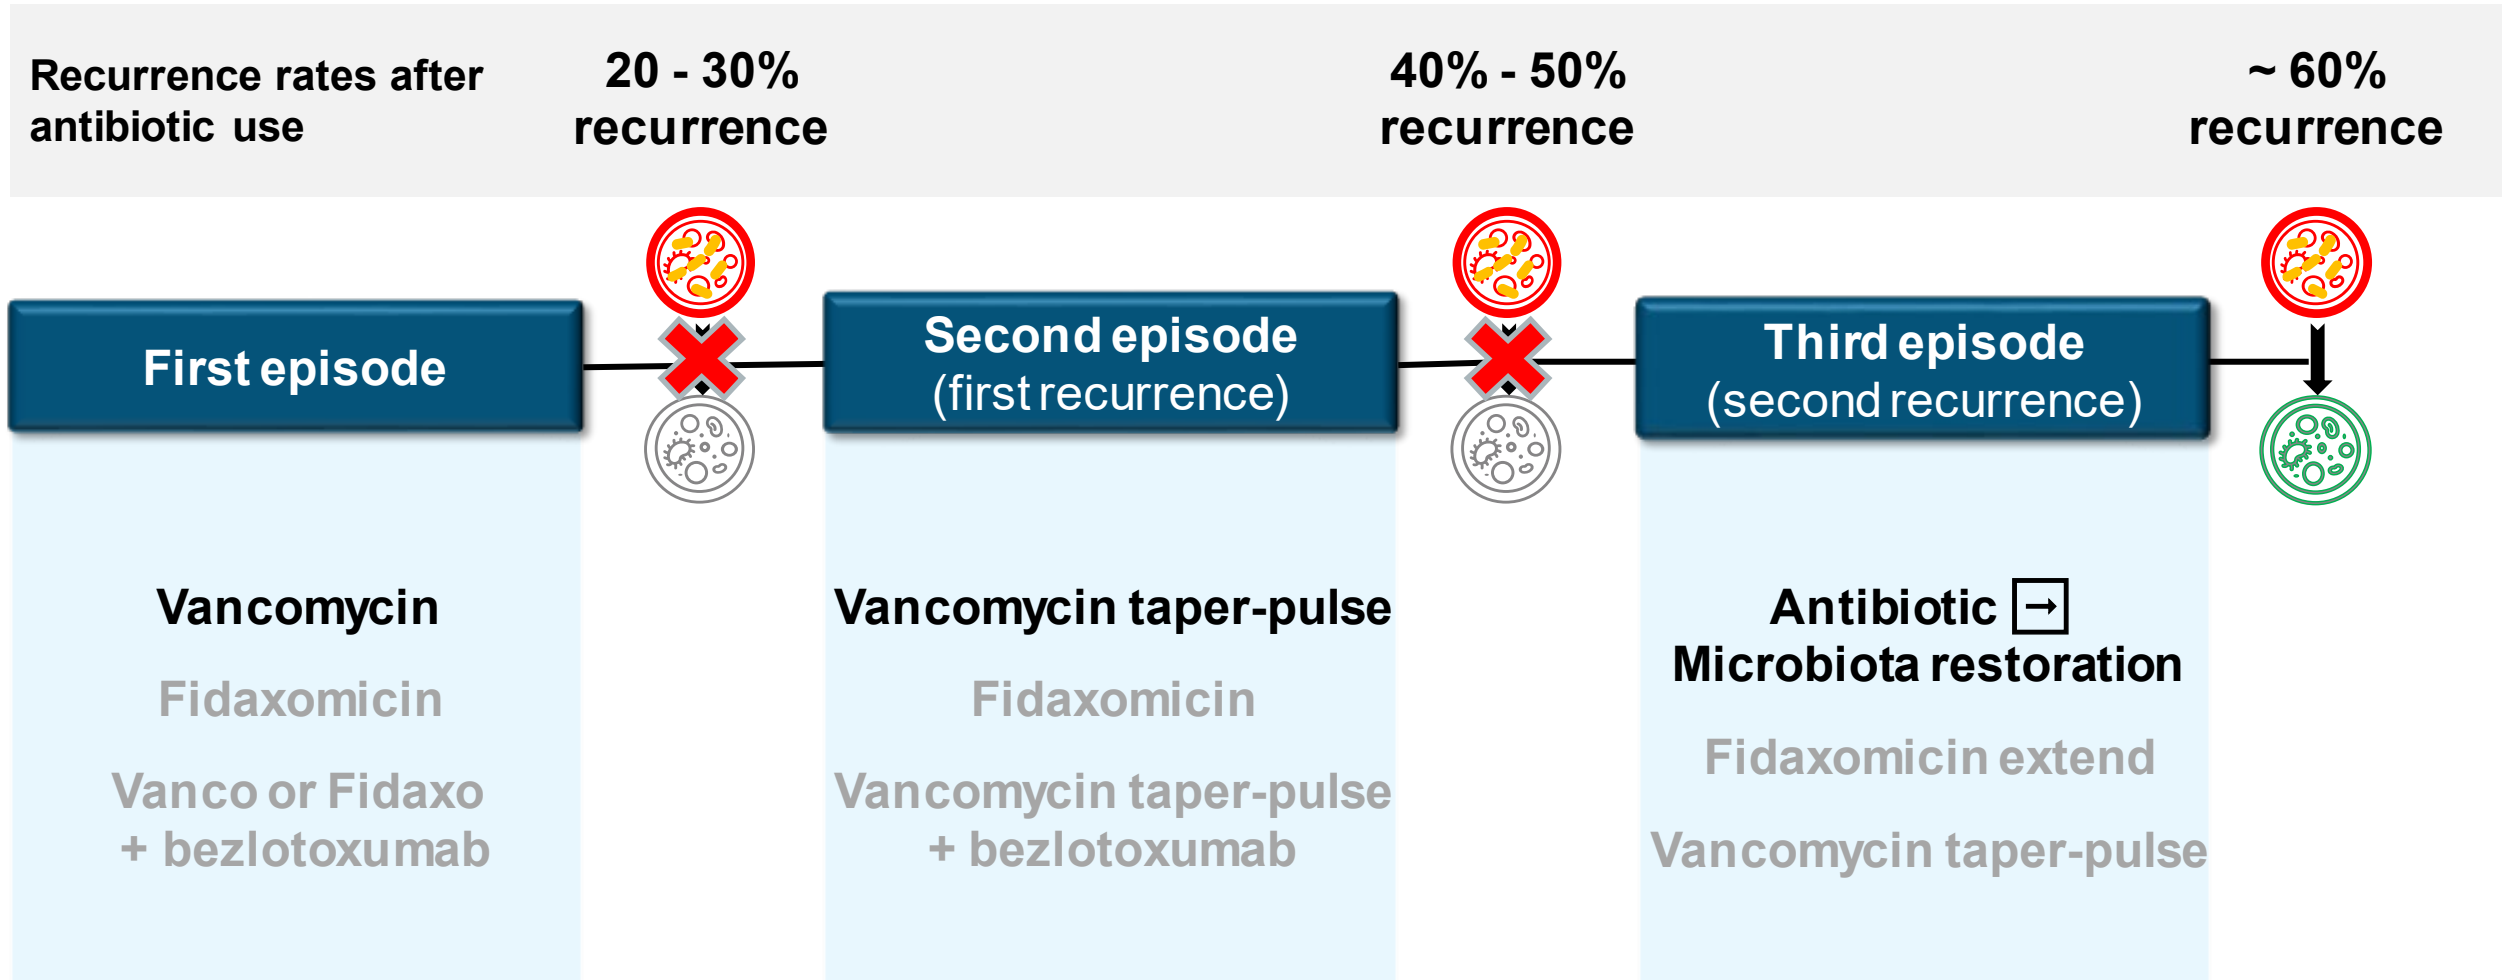 Recurrence rates after
antibiotic use
20 - 30%
recurrence
40% - 50%
recurrence
~ 60%
recurrence
First episode
Second episode
(first recurrence)
Third episode
(second recurrence)
Vancomycin
Fidaxomicin
Vanco or Fidaxo
+ bezlotoxumab
Vancomycin taper-pulse
Fidaxomicin
Vancomycin taper-pulse
+ bezlotoxumab
Antibiotic →
Microbiota restoration
Fidaxomicin extend
Vancomycin taper-pulse